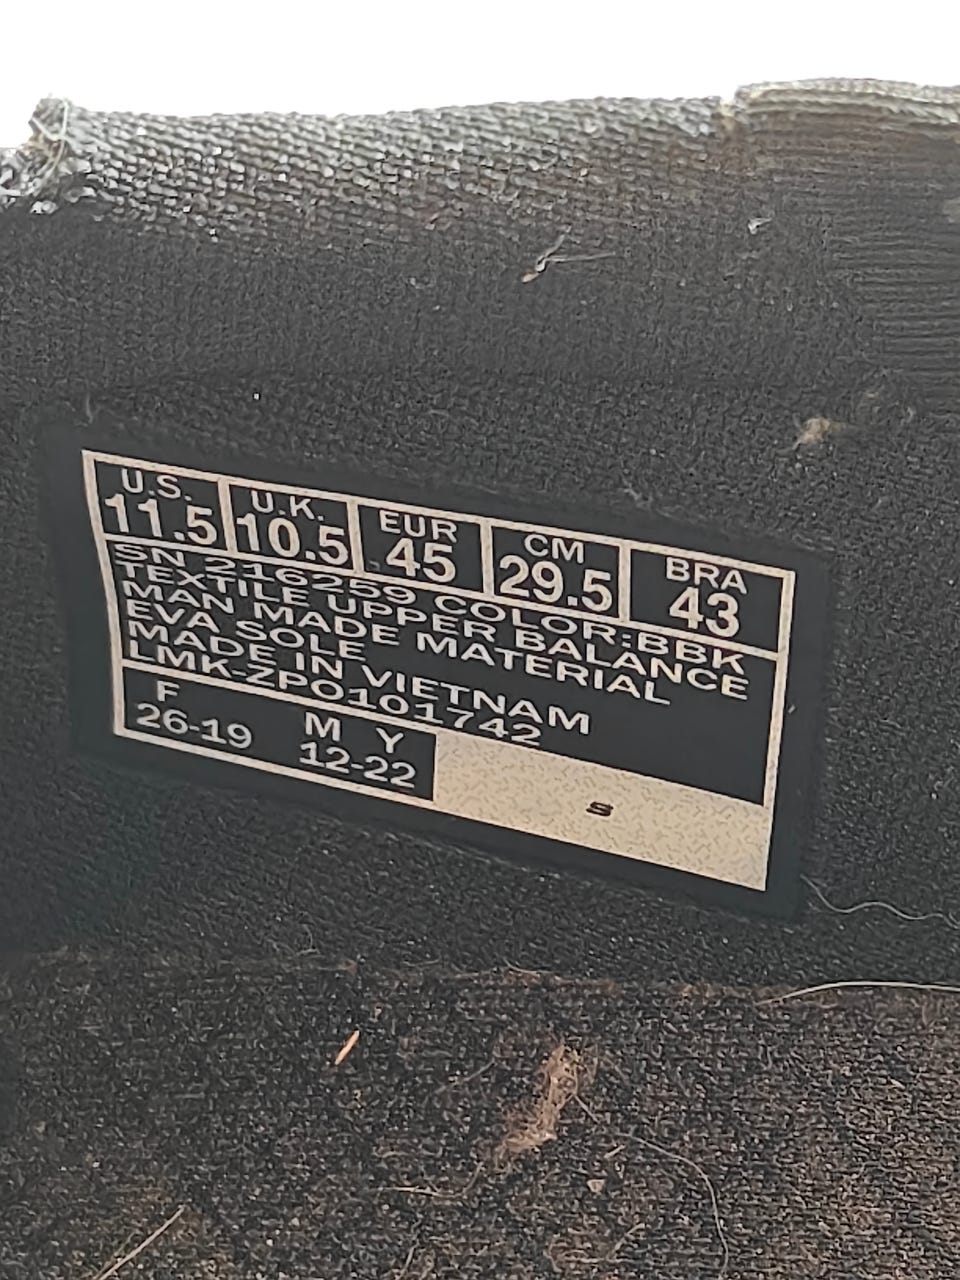 U.S. U.K. EUR CM BRA
11.5 10.5 45 29.5 43
SN 216259 COLOR:BBK
TEXTILE UPPER BALANCE
MAN MADE MATERIAL
EVA SOLE
MADE IN VIETNAM
LMK-ZPO101742
F M Y
26-19 12-22
S